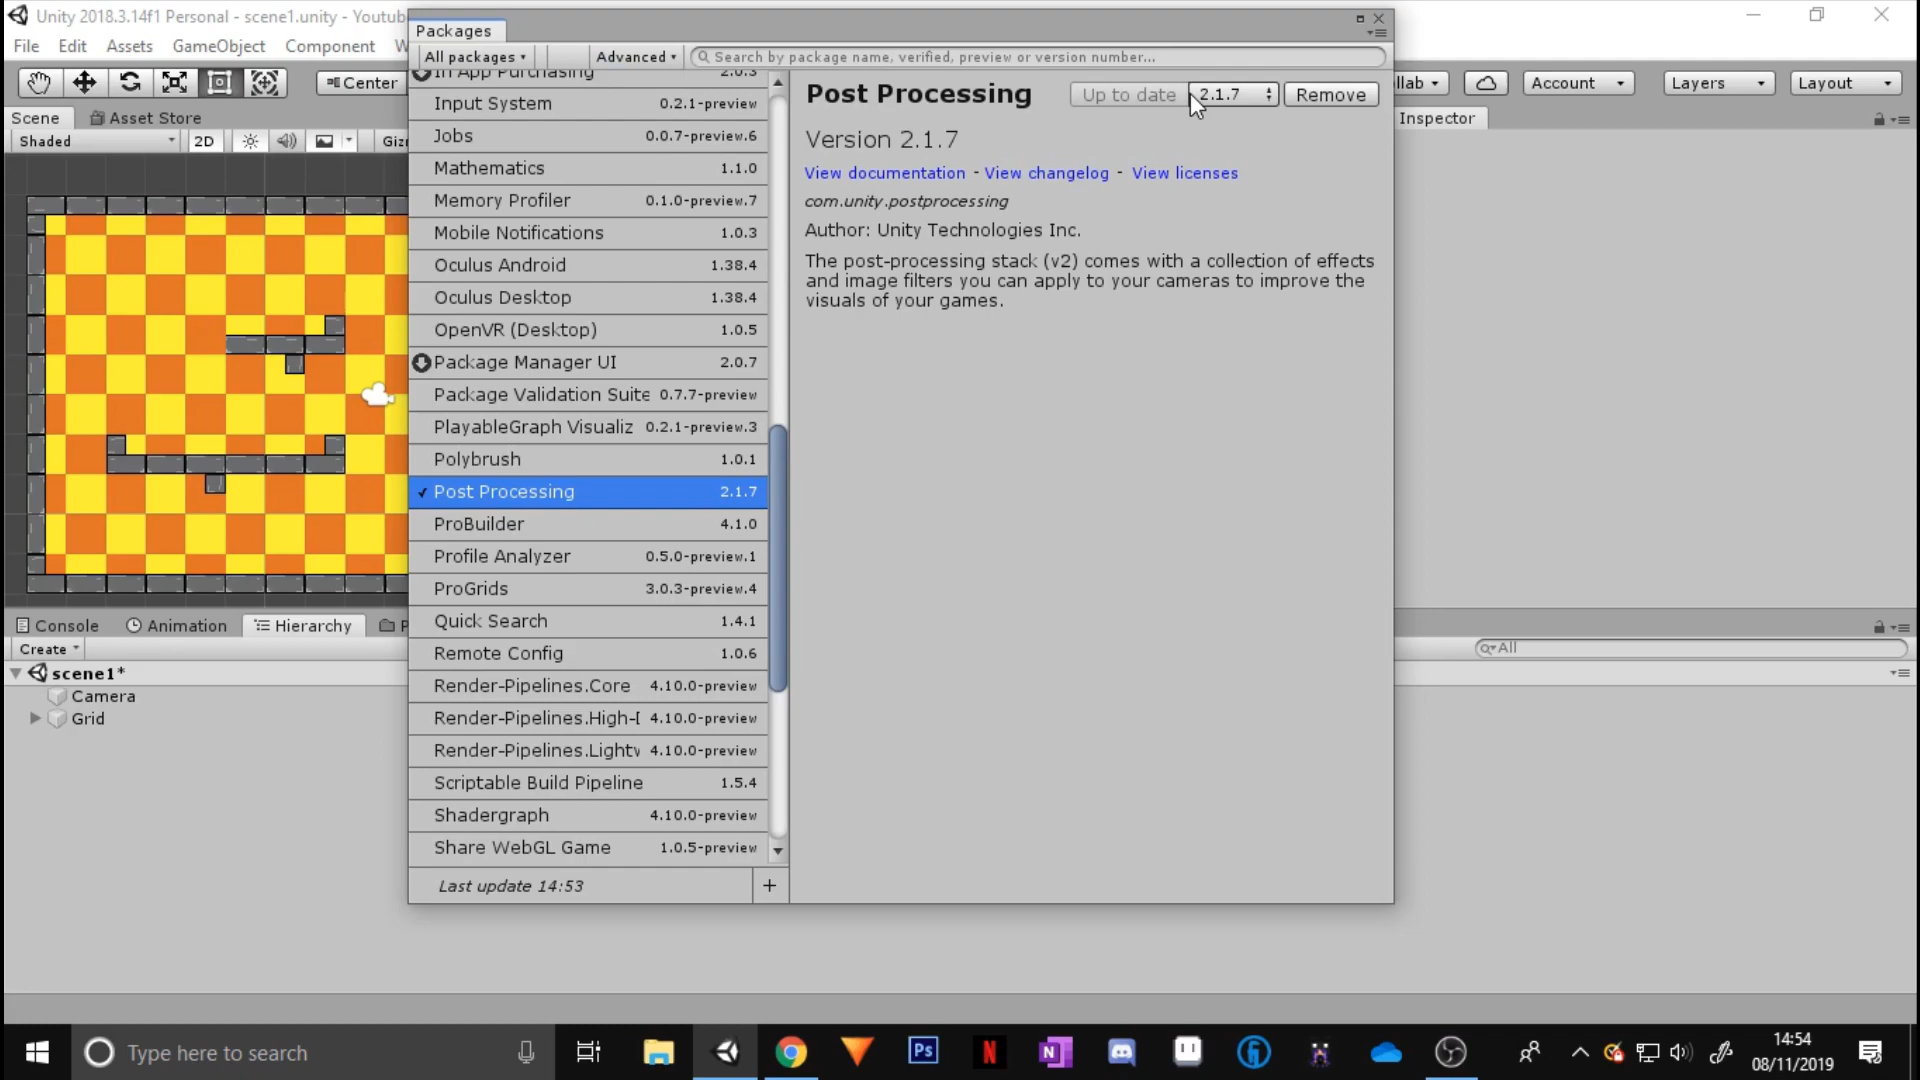 Unity 2018.3.14f1 Personal - scene1.unity - Youtub
File Edit Assets GameObject Component W
Center
llab
Account
Layers
Layout
Scene
Asset Store
Shaded
2D
Giz
Packages
All packages
Advanced
Search by package name, verified, preview or version number...
In App Purchasing 2.0.3
Input System 0.2.1-preview
Jobs 0.0.7-preview.6
Mathematics 1.1.0
Memory Profiler 0.1.0-preview.7
Mobile Notifications 1.0.3
Oculus Android 1.38.4
Oculus Desktop 1.38.4
OpenVR (Desktop) 1.0.5
Package Manager UI 2.0.7
Package Validation Suite 0.7.7-preview
PlayableGraph Visualiz 0.2.1-preview.3
Polybrush 1.0.1
Post Processing 2.1.7
ProBuilder 4.1.0
Profile Analyzer 0.5.0-preview.1
ProGrids 3.0.3-preview.4
Quick Search 1.4.1
Remote Config 1.0.6
Render-Pipelines.Core 4.10.0-preview
Render-Pipelines.High-D 4.10.0-preview
Render-Pipelines.Lightw 4.10.0-preview
Scriptable Build Pipeline 1.5.4
Shadergraph 4.10.0-preview
Share WebGL Game 1.0.5-preview
Last update 14:53
+
Post Processing
Up to date
2.1.7
Remove
Version 2.1.7
View documentation - View changelog - View licenses
com.unity.postprocessing
Author: Unity Technologies Inc.
The post-processing stack (v2) comes with a collection of effects
and image filters you can apply to your cameras to improve the
visuals of your games.
Inspector
Console
Animation
Hierarchy
P
Create
All
scene1*
Camera
Grid
Type here to search
Ps
N
N
14:54
08/11/2019